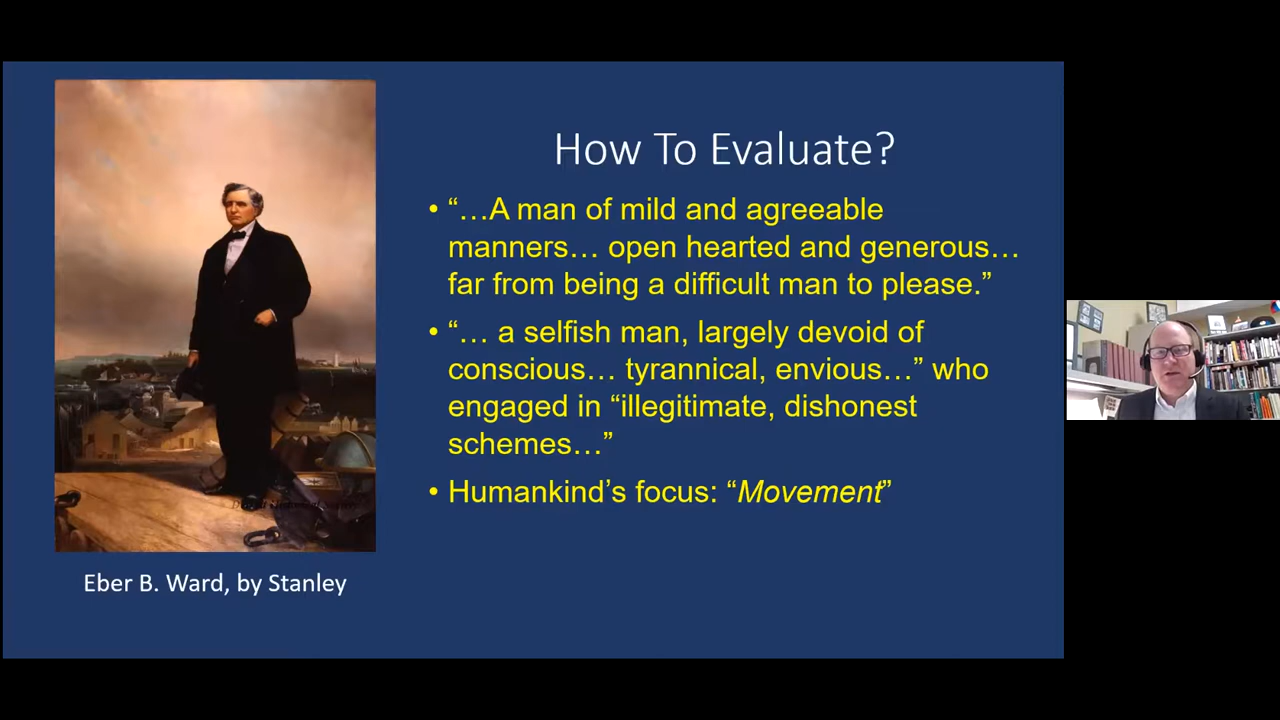 How To Evaluate?
• “…A man of mild and agreeable
manners… open hearted and generous…
far from being a difficult man to please.”
• “… a selfish man, largely devoid of
conscious… tyrannical, envious…” who
engaged in “illegitimate, dishonest
schemes…”
• Humankind’s focus: “Movement”
Eber B. Ward, by Stanley